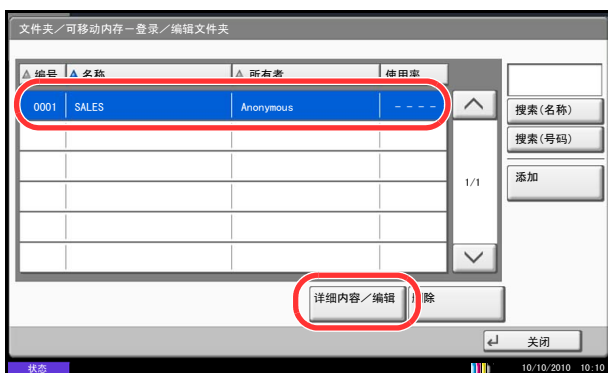 文件夹／可移动内存－登录／编辑文件夹
编号 名称 所有者 使用率
0001 SALES Anonymous ----
搜索(名称)
搜索(号码)
添加
1/1
详细内容／编辑 删除
关闭
状态 10/10/2010 10:10